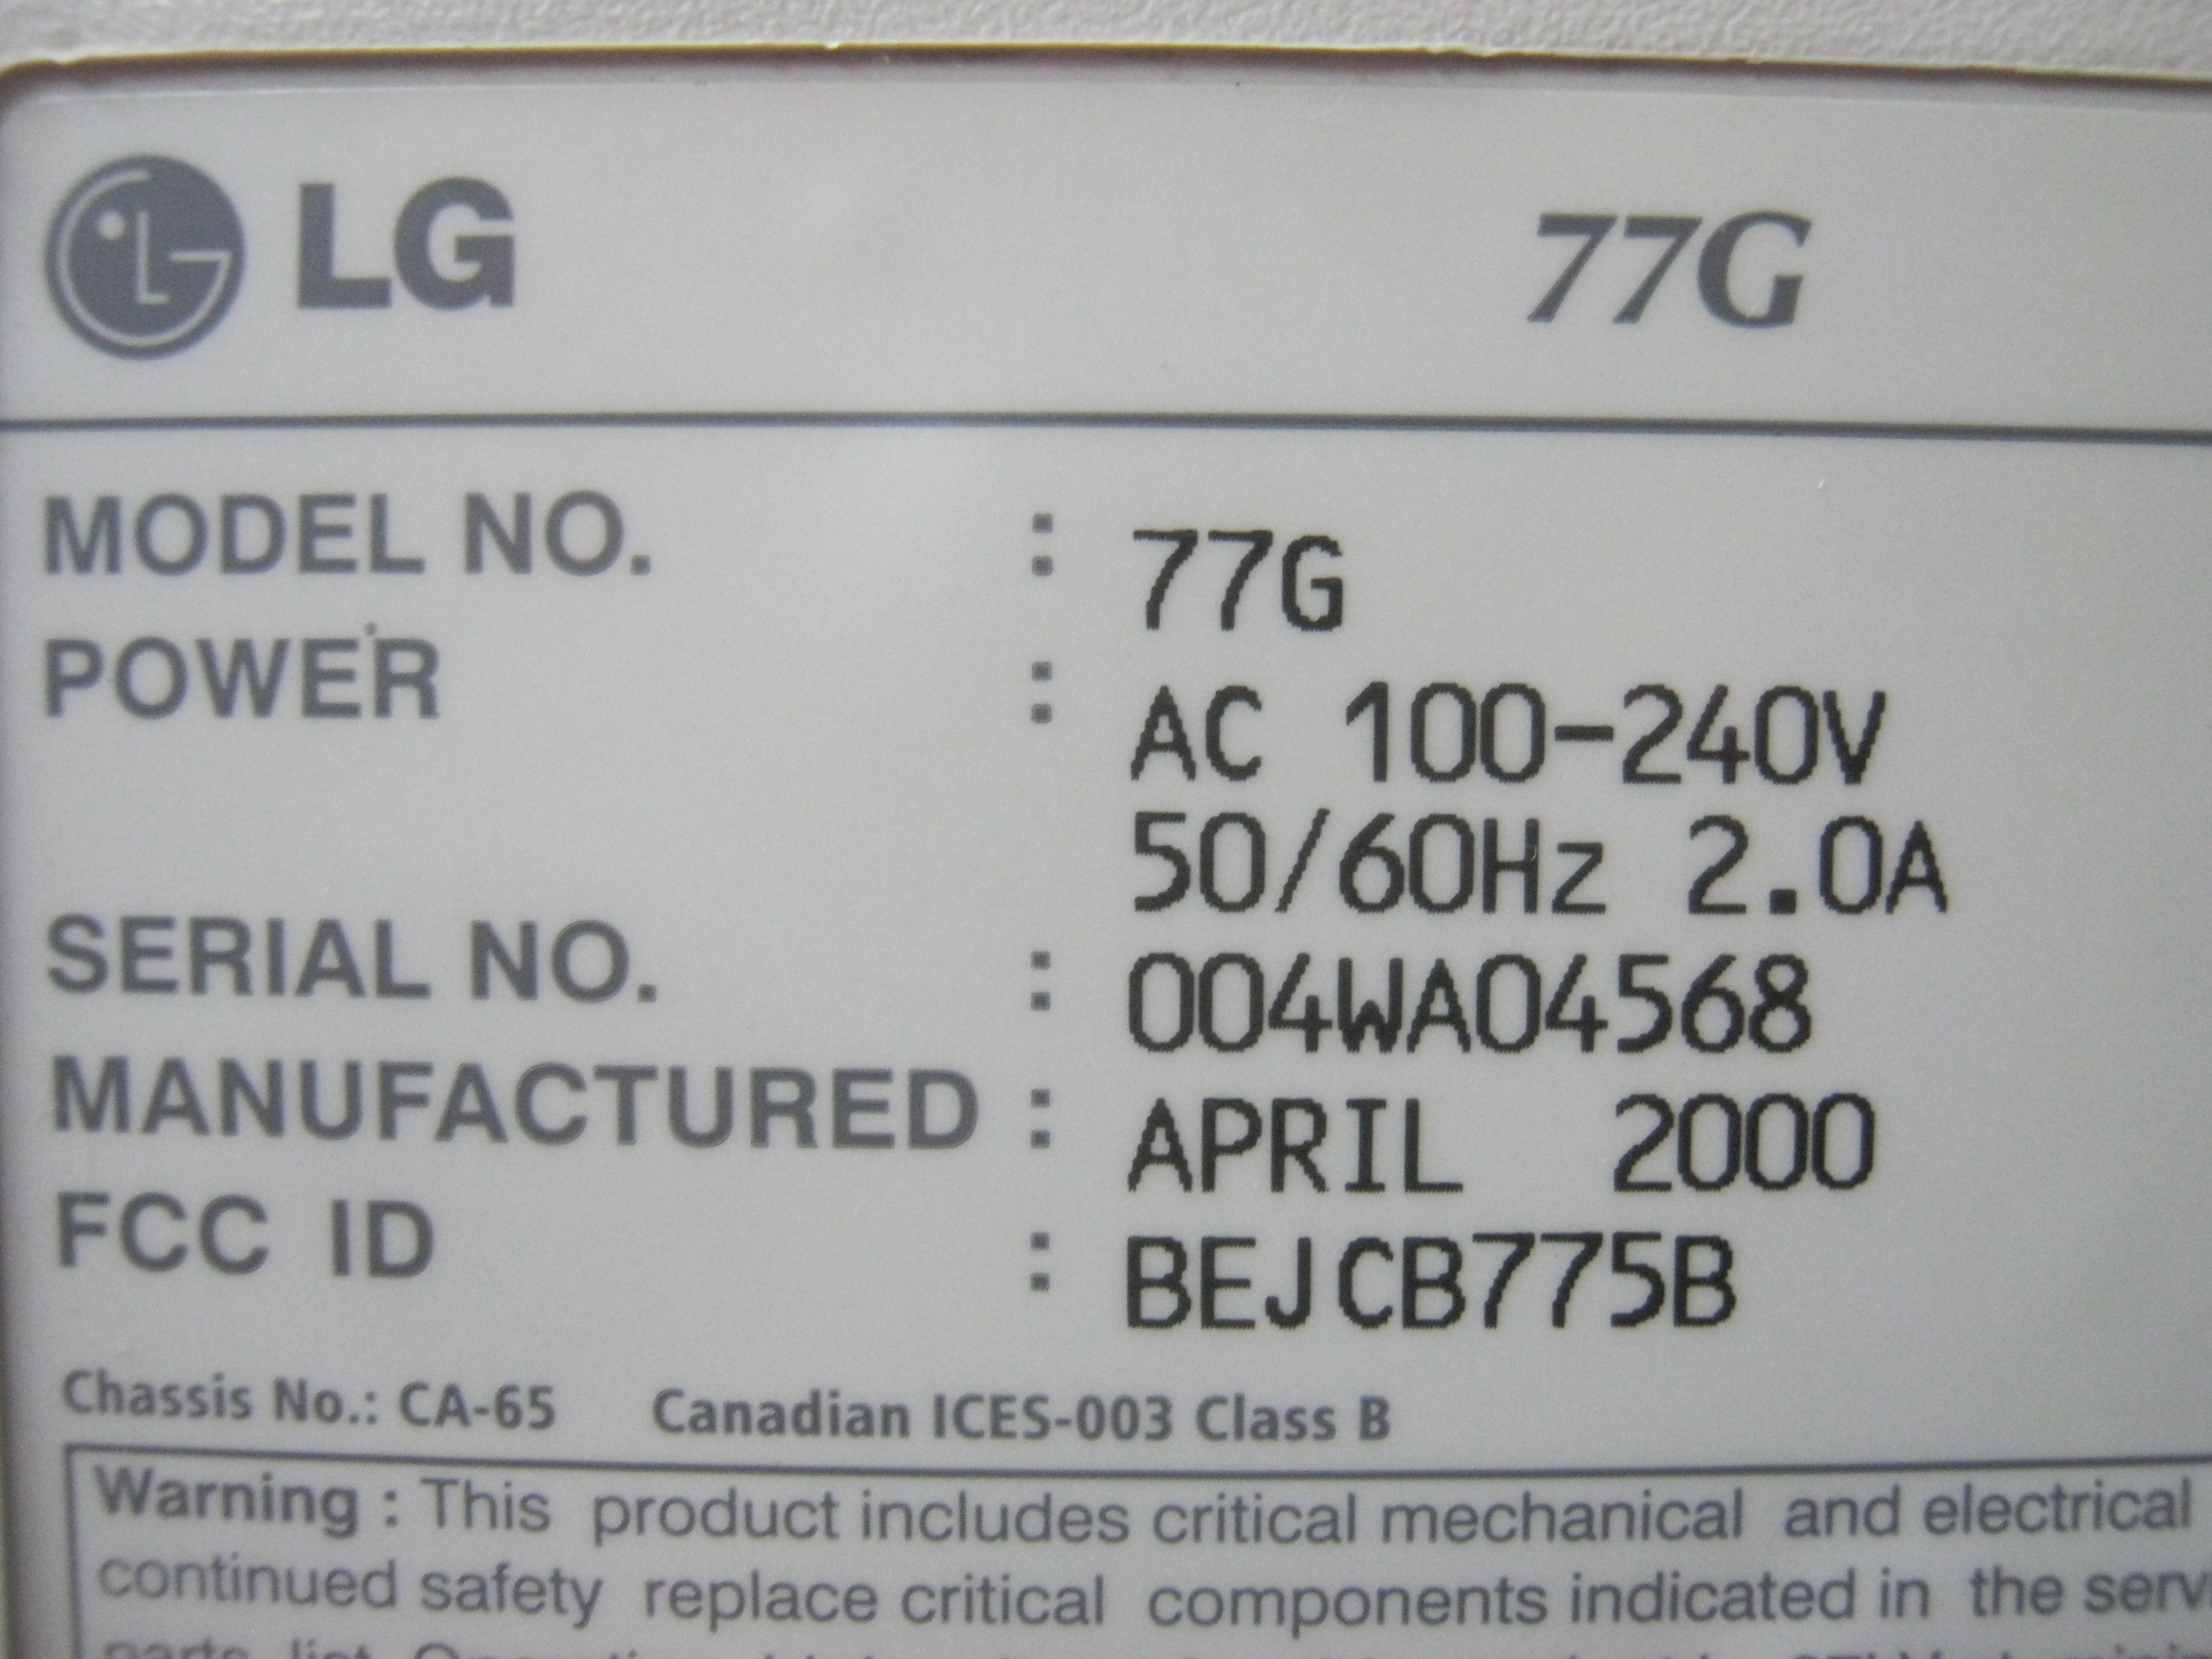 LG 77G
MODEL NO. : 77G
POWER : AC 100-240V
50/60Hz 2.0A
SERIAL NO. : 004WA04568
MANUFACTURED : APRIL 2000
FCC ID : BEJCB775B
Chassis No.: CA-65 Canadian ICES-003 Class B
Warning : This product includes critical mechanical and electrical
continued safety replace critical components indicated in the
parts list